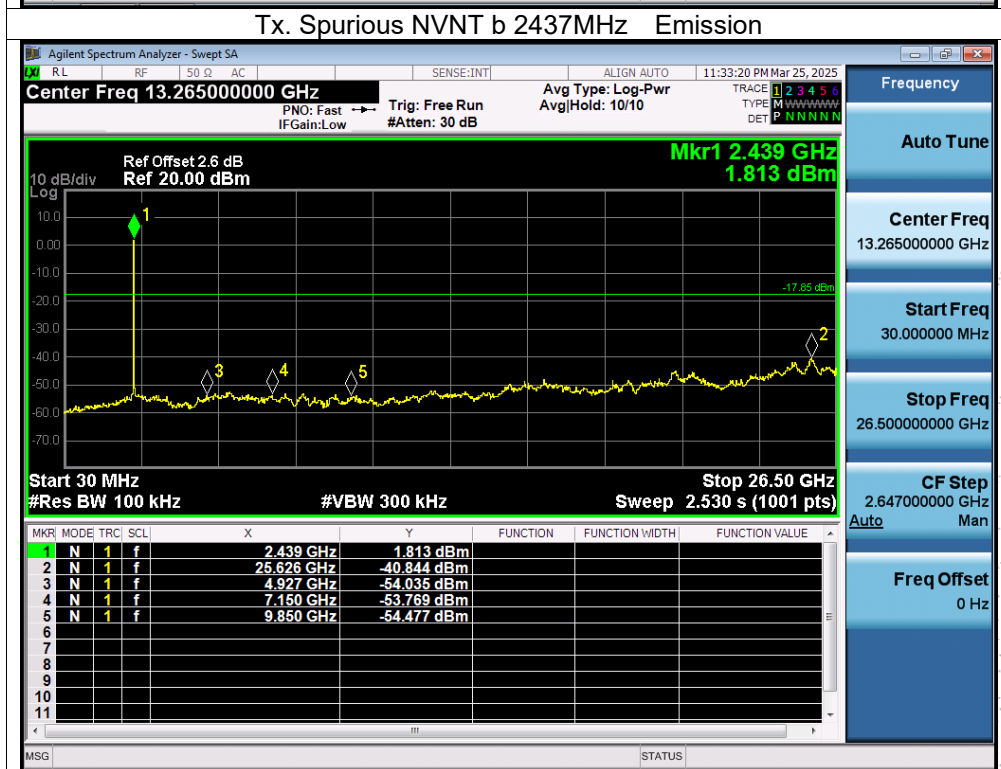 Tx. Spurious NVNT b 2437MHz Emission
Agilent Spectrum Analyzer - Swept SA
LXI RL RF 50 Ω AC SENSE:INT ALIGN AUTO 11:33:20 PM Mar 25, 2025
Center Freq 13.265000000 GHz
PNO: Fast
IFGain:Low
Trig: Free Run
#Atten: 30 dB
Avg Type: Log-Pwr
Avg|Hold: 10/10
TRACE 1 2 3 4 5 6
TYPE M WWWWW
DET P N N N N N
Frequency
Auto Tune
Center Freq
13.265000000 GHz
Start Freq
30.000000 MHz
Stop Freq
26.500000000 GHz
CF Step
2.647000000 GHz
Auto Man
Freq Offset
0 Hz
Mkr1 2.439 GHz
1.813 dBm
Ref Offset 2.6 dB
10 dB/div Ref 20.00 dBm
Log
10.0
0.00
-10.0
-20.0
-30.0
-40.0
-50.0
-60.0
-70.0
1
-17.85 dBm
2
3
4
5
Start 30 MHz Stop 26.50 GHz
#Res BW 100 kHz #VBW 300 kHz Sweep 2.530 s (1001 pts)
MKR MODE TRC SCL X Y FUNCTION FUNCTION WIDTH FUNCTION VALUE
1 N 1 f 2.439 GHz 1.813 dBm
2 N 1 f 25.626 GHz -40.844 dBm
3 N 1 f 4.927 GHz -54.035 dBm
4 N 1 f 7.150 GHz -53.769 dBm
5 N 1 f 9.850 GHz -54.477 dBm
6
7
8
9
10
11
MSG STATUS